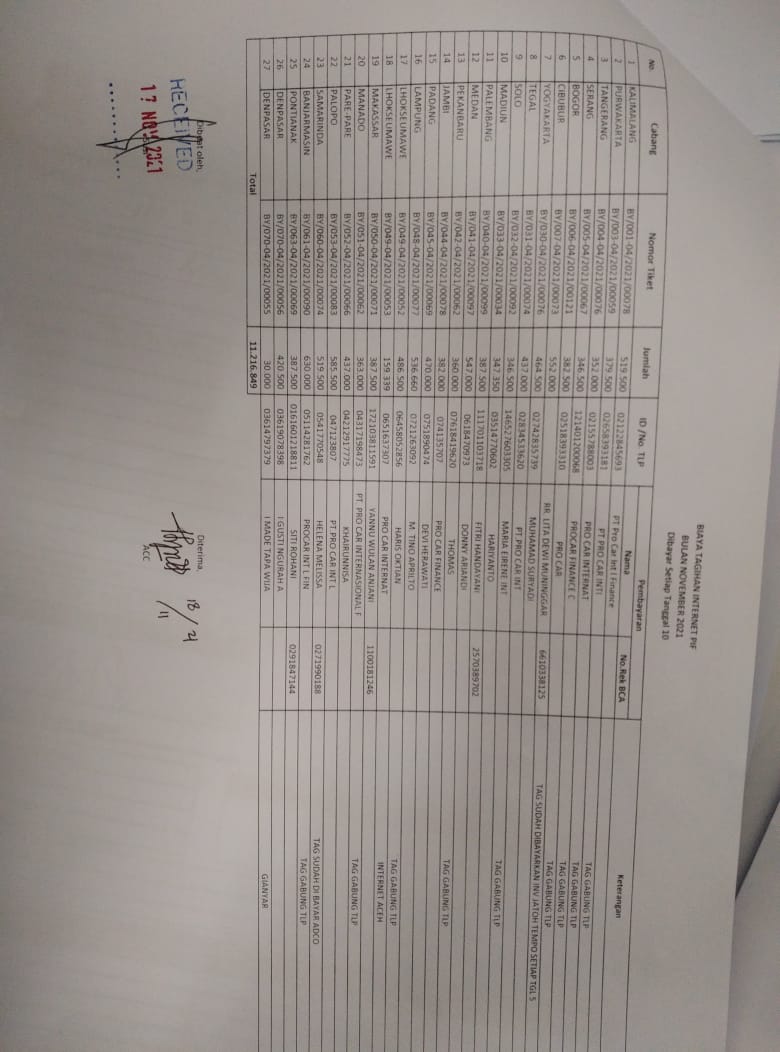 BIAYA TAGIHAN INTERNET PIF
BULAN NOVEMBER 2021
Dibayar Setiap Tanggal 10
No. Cabang Nomor Tiket Jumlah ID /No. TLP Pembayaran Keterangan
Nama No.Rek BCA
1 KALIMALANG BY/001-04/2021/00078 519.500 02122845693 PT Pro Car Int l Finance
2 PURWAKARTA BY/003-04/2021/00059 379.500 02658393181 PT PRO CAR INTI TAG GABUNG TLP
3 TANGERANG BY/004-04/2021/00076 352.000 02155788003 PRO CAR INTERNAT TAG GABUNG TLP
4 SERANG BY/005-04/2021/00067 346.500 121401200068 PROCAR FINANCE C TAG GABUNG TLP
5 BOGOR BY/006-04/2021/00121 382.500 02518393310 PRO CAR TAG GABUNG TLP
6 CIBUBUR BY/007-04/2021/00073 552.000 RR. LITA DEWI MUNINGGAR 6610338125 TAG SUDAH DIBAYARKAN INV JATOH TEMPO SETIAP TGL 5
7 YOGYAKARTA BY/030-04/2021/00076 464.500 02742835739 MUHAMAD SURYADI
8 TEGAL BY/031-04/2021/00074 437.000 02834533620 PT.PRO CAR INT
9 SOLO BY/032-04/2021/00092 346.500 146527603305 MARIA EIRENE INT TAG GABUNG TLP
10 MADIUN BY/033-04/2021/00034 347.350 03514770602 HARIYANTO
11 PALEMBANG BY/040-04/2021/00099 387.500 111701103718 FITRI HANDAYANI 2570389702
12 MEDAN BY/041-04/2021/00097 547.000 0618470973 DONNY ARIANDI
13 PEKANBARU BY/042-04/2021/00062 360.000 07618419620 THOMAS TAG GABUNG TLP
14 JAMBI BY/044-04/2021/00078 382.000 074135707 PRO CAR FINANCE
15 PADANG BY/045-04/2021/00069 470.000 0751890474 DEVI HERAWATI
16 LAMPUNG BY/048-04/2021/00077 536.660 0721263092 M. TINO APRILTO
17 LHOKSEUMAWE BY/049-04/2021/00052 486.500 06458052856 HARIS OKTIAN TAG GABUNG TLP
18 LHOKSEUMAWE BY/049-04/2021/00053 159.339 0651637307 PRO CAR INTERNAT INTERNET ACEH
19 MAKASSAR BY/050-04/2021/00071 387.500 172103811591 YANNU WULAN ANJANI 1100181246
20 MANADO BY/051-04/2021/00062 363.000 04317198473 PT. PRO CAR INTERNASIONAL F TAG GABUNG TLP
21 PARE-PARE BY/052-04/2021/00066 437.000 04212917775 KHAIRUNNISA
22 PALOPO BY/053-04/2021/00083 585.500 047123807 PT.PRO CAR INT L
23 SAMARINDA BY/060-04/2021/00074 519.500 0541770548 HELENA MELISSA 0271990188 TAG SUDAH DI BAYAR ADCO
24 BANJARMASIN BY/061-04/2021/00090 630.000 05114281762 PROCAR INT L FIN TAG GABUNG TLP
25 PONTIANAK BY/063-04/2021/00069 387.500 0161601218811 SITI ROHANI 0291847144
26 DENPASAR BY/070-04/2021/00056 420.500 03619078398 I GUSTI NGURAH A
27 DENPASAR BY/070-04/2021/00055 30.000 03614797379 I MADE TAPA WIJA GIANYAR
Total 11.216.849
Dibuat oleh, Diterima,
RECEIVED 18/11 21
17 NOV 2021
ACC